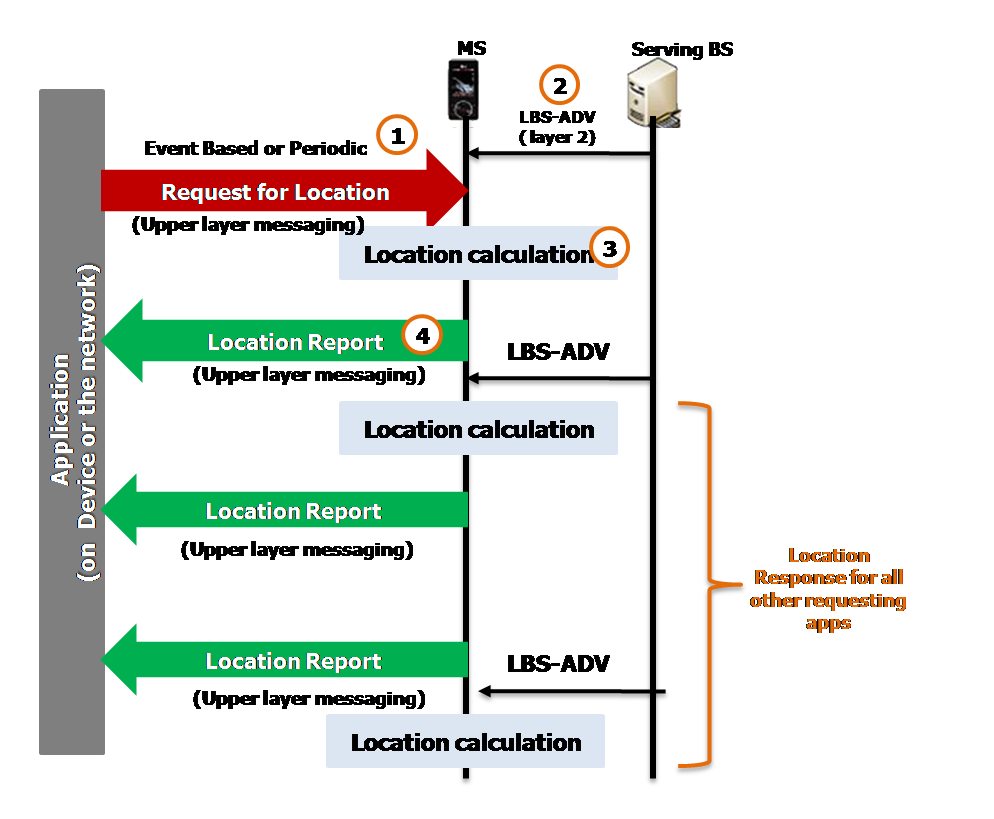 MS
Serving BS
2
LBS-ADV
(layer 2)
1
Event Based or Periodic
Request for Location
(Upper layer messaging)
Location calculation
3
Location Report
4
(Upper layer messaging)
LBS-ADV
Location calculation
Location Report
(Upper layer messaging)
Location Report
(Upper layer messaging)
LBS-ADV
Location calculation
Application
(on Device or the network)
Location
Response for all
other requesting
apps